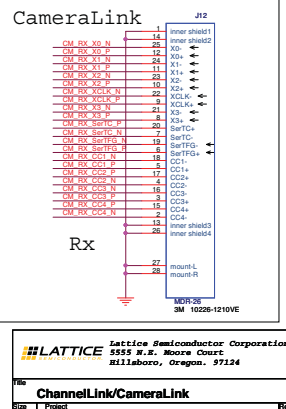 CameraLink
J12
1 inner shield1
14 inner shield2
CM_RX_X0_N 25 X0-
CM_RX_X0_P 12 X0+
CM_RX_X1_N 24 X1-
CM_RX_X1_P 11 X1+
CM_RX_X2_N 23 X2-
CM_RX_X2_P 10 X2+
CM_RX_XCLK_N 22 XCLK-
CM_RX_XCLK_P 9 XCLK+
CM_RX_X3_N 21 X3-
CM_RX_X3_P 8 X3+
CM_RX_SerTC_P 20 SerTC+
CM_RX_SerTC_N 7 SerTC-
CM_RX_SerTFG_N 19 SerTFG-
CM_RX_SerTFG_P 6 SerTFG+
CM_RX_CC1_N 18 CC1-
CM_RX_CC1_P 5 CC1+
CM_RX_CC2_P 17 CC2+
CM_RX_CC2_N 4 CC2-
CM_RX_CC3_N 16 CC3-
CM_RX_CC3_P 3 CC3+
CM_RX_CC4_P 15 CC4+
CM_RX_CC4_N 2 CC4-
13 inner shield3
26 inner shield4
Rx
27 mount-L
28 mount-R
MDR-26
3M 10226-1210VE
LATTICE
SEMICONDUCTOR
Lattice Semiconductor Corporation
5555 N.E. Moore Court
Hillsboro, Oregon. 97124
Title
ChannelLink/CameraLink
Size Project